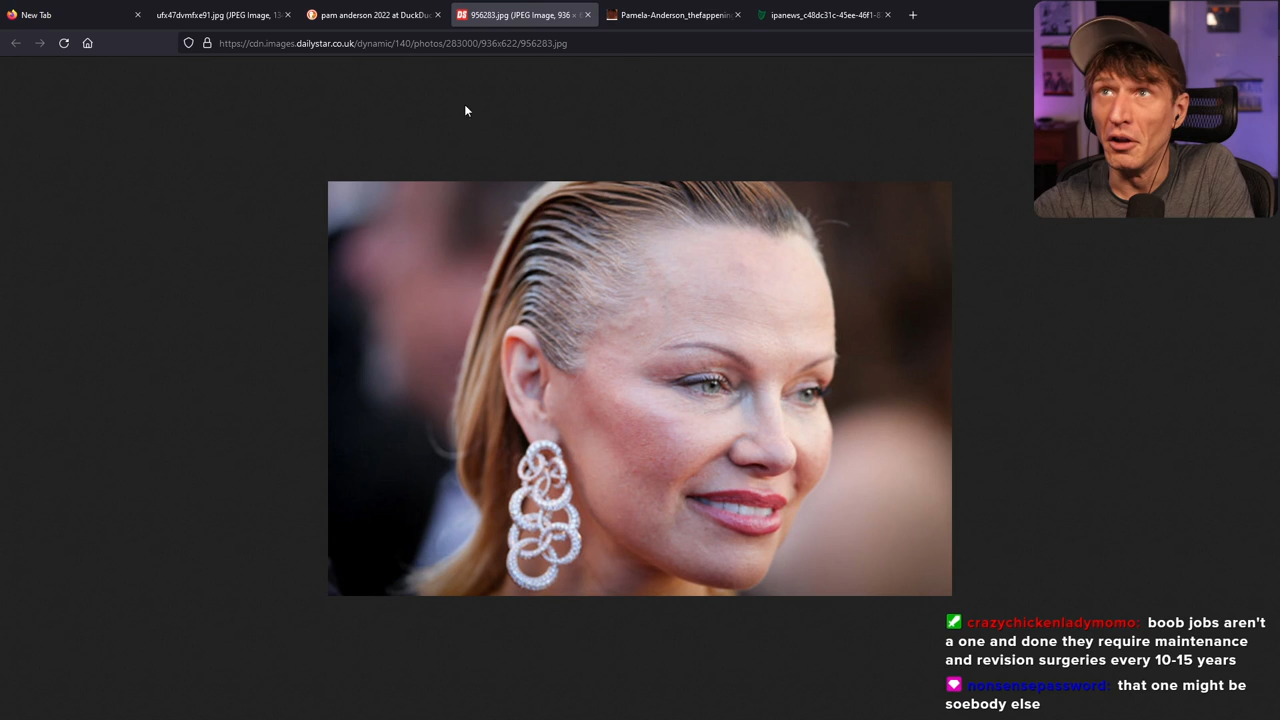 New Tab
ufx47dvmfxe91.jpg (JPEG Image, 13
pam anderson 2022 at DuckDuc
956283.jpg (JPEG Image, 936 ×
Pamela-Anderson_thefappenin
ipanews_c48dc31c-45ee-46f1-8
https://cdn.images.dailystar.co.uk/dynamic/140/photos/283000/936x622/956283.jpg
crazychickenladymomo: boob jobs aren't
a one and done they require maintenance
and revision surgeries every 10-15 years
nonsensepassword: that one might be
soebody else